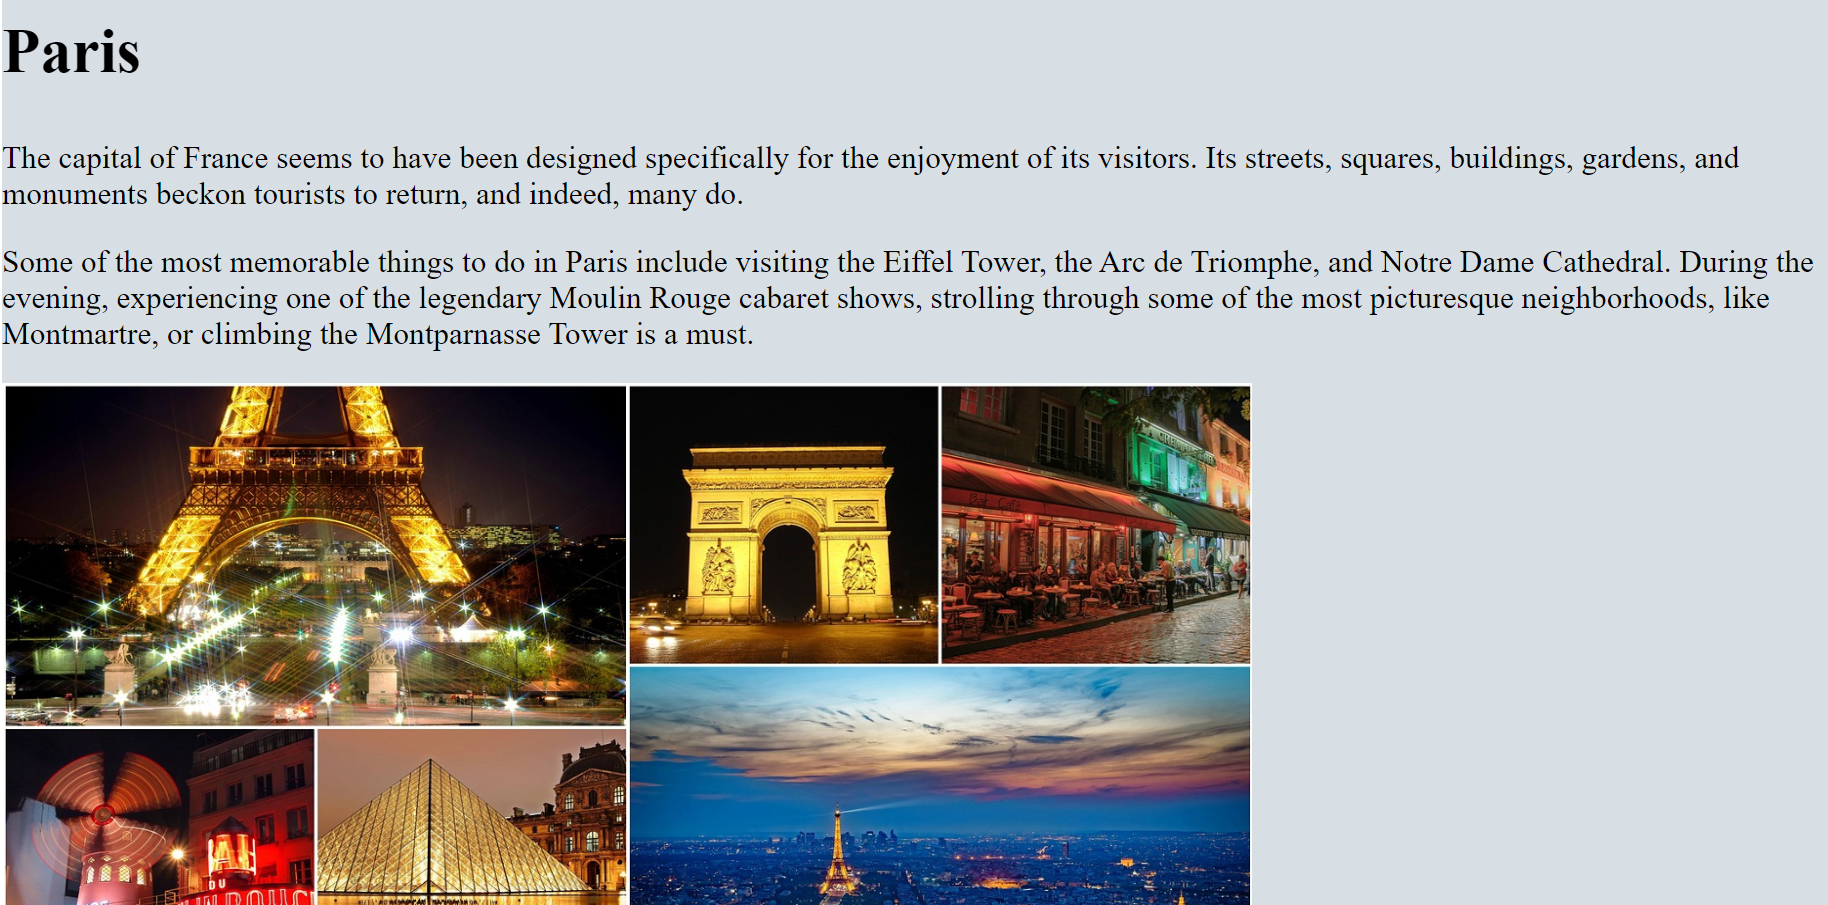 Paris
The capital of France seems to have been designed specifically for the enjoyment of its visitors. Its streets, squares, buildings, gardens, and
monuments beckon tourists to return, and indeed, many do.
Some of the most memorable things to do in Paris include visiting the Eiffel Tower, the Arc de Triomphe, and Notre Dame Cathedral. During the
evening, experiencing one of the legendary Moulin Rouge cabaret shows, strolling through some of the most picturesque neighborhoods, like
Montmartre, or climbing the Montparnasse Tower is a must.
Bar Café
DU